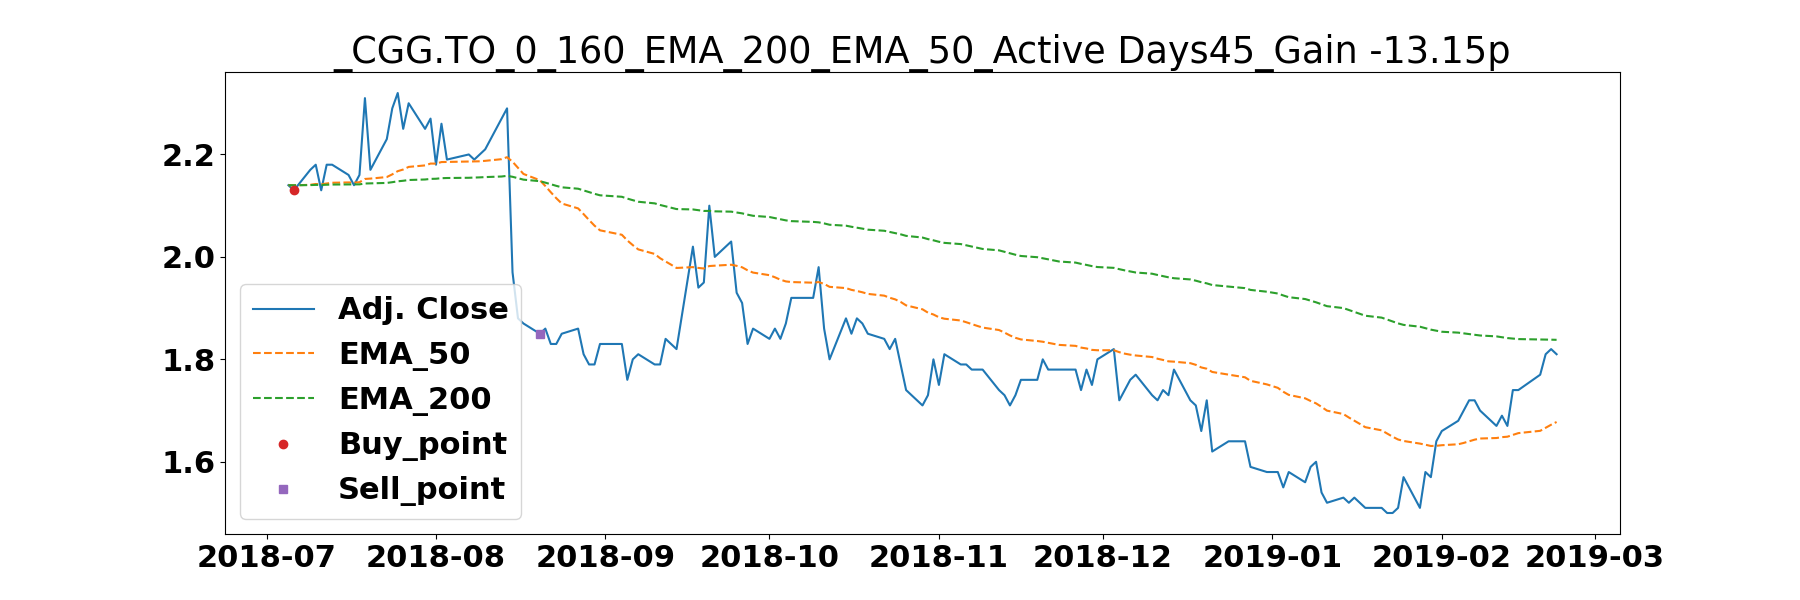 _CGG.TO_0_160_EMA_200_EMA_50_Active Days45_Gain -13.15p
2.2
2.0
1.8
1.6
Adj. Close
EMA_50
EMA_200
Buy_point
Sell_point
2018-07 2018-08 2018-09 2018-10 2018-11 2018-12 2019-01 2019-02 2019-03